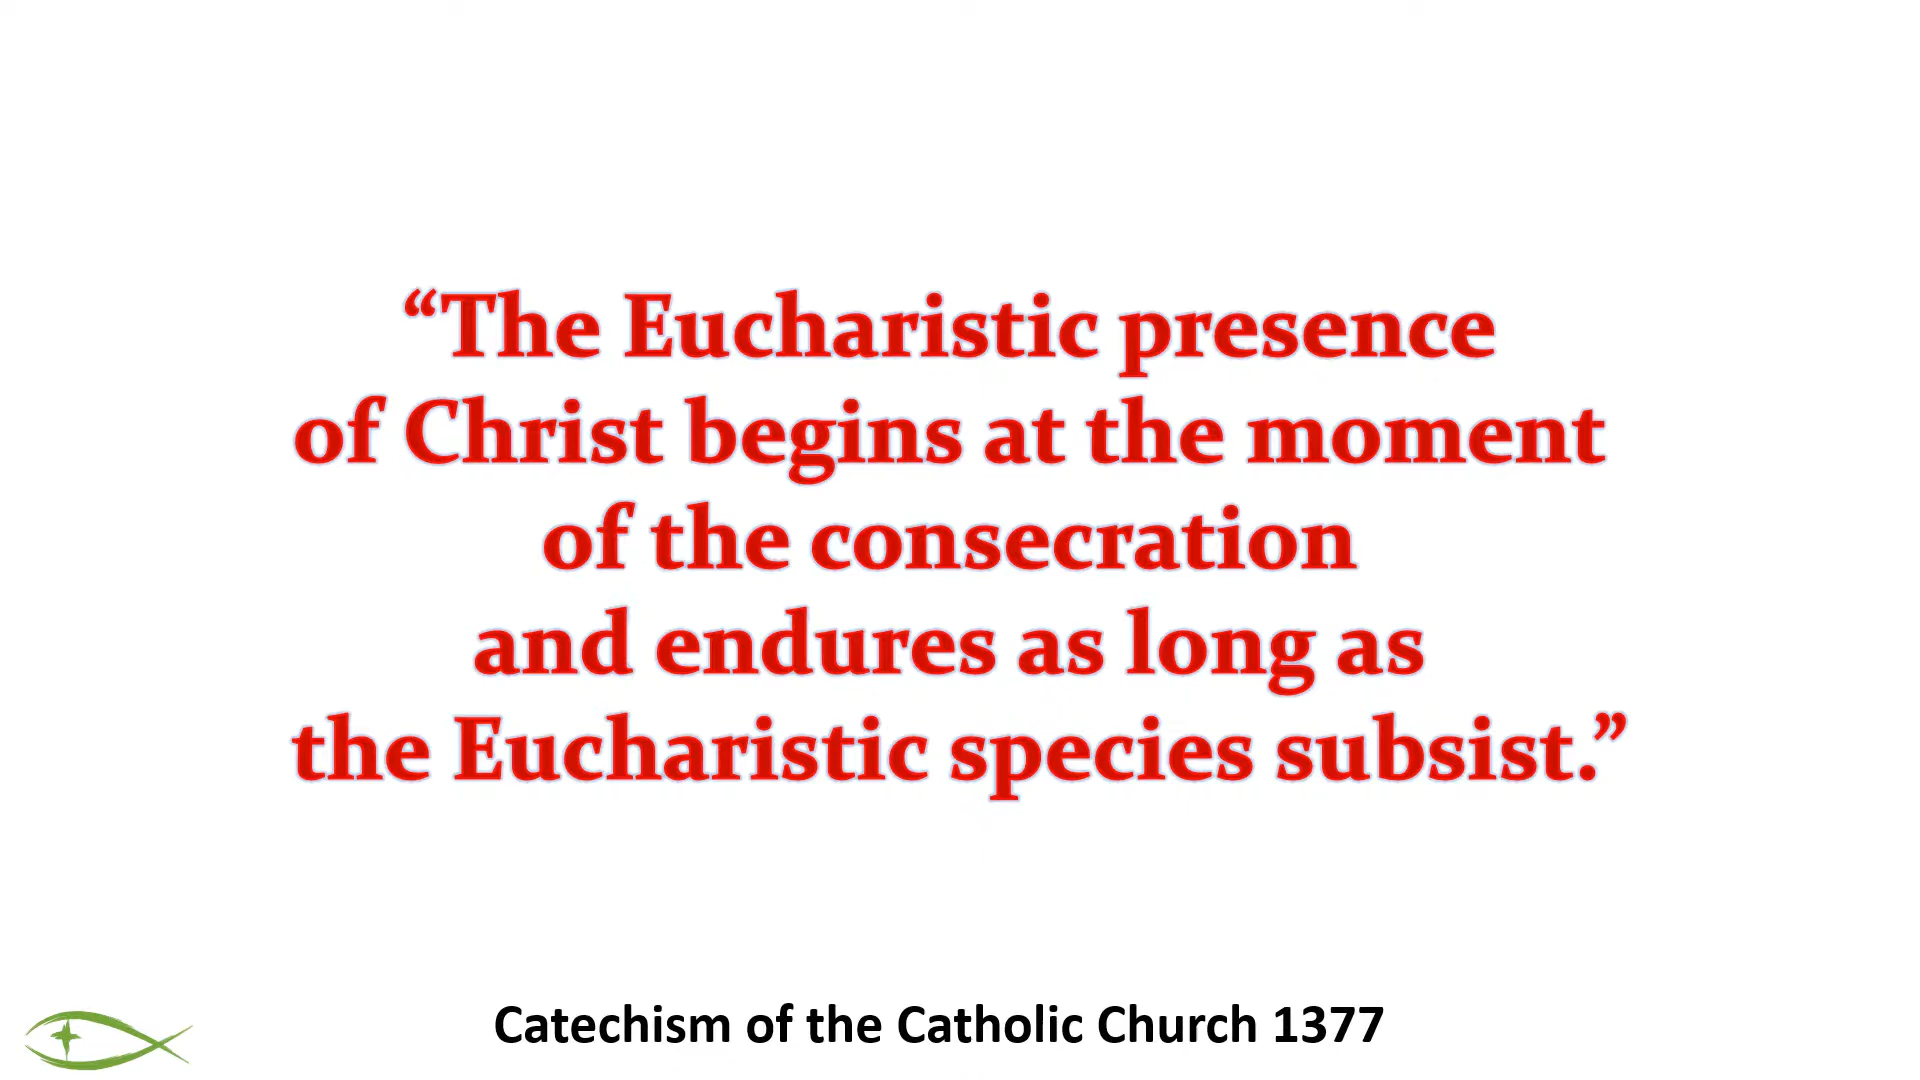 “The Eucharistic presence
of Christ begins at the moment
of the consecration
and endures as long as
the Eucharistic species subsist.”
Catechism of the Catholic Church 1377